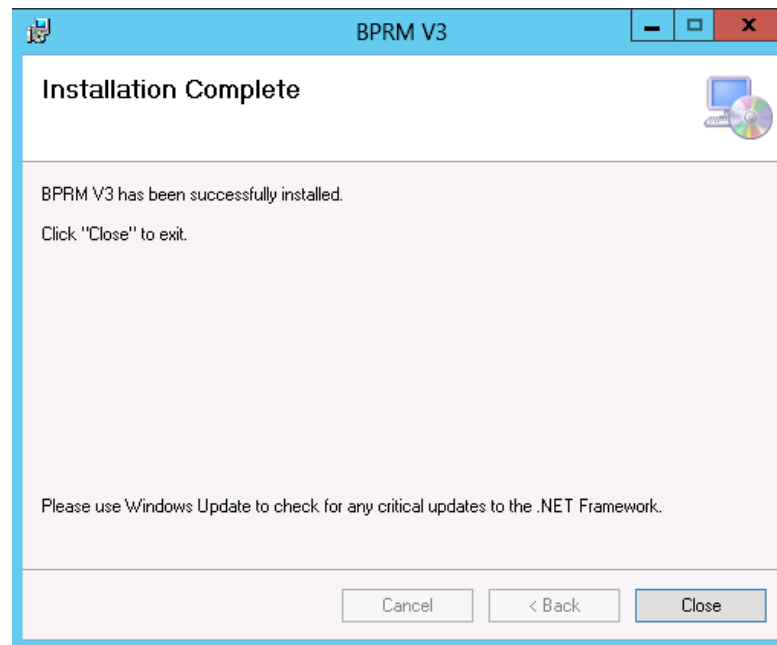 BPRM V3
Installation Complete
BPRM V3 has been successfully installed.
Click "Close" to exit.
Please use Windows Update to check for any critical updates to the .NET Framework.
Cancel
< Back
Close